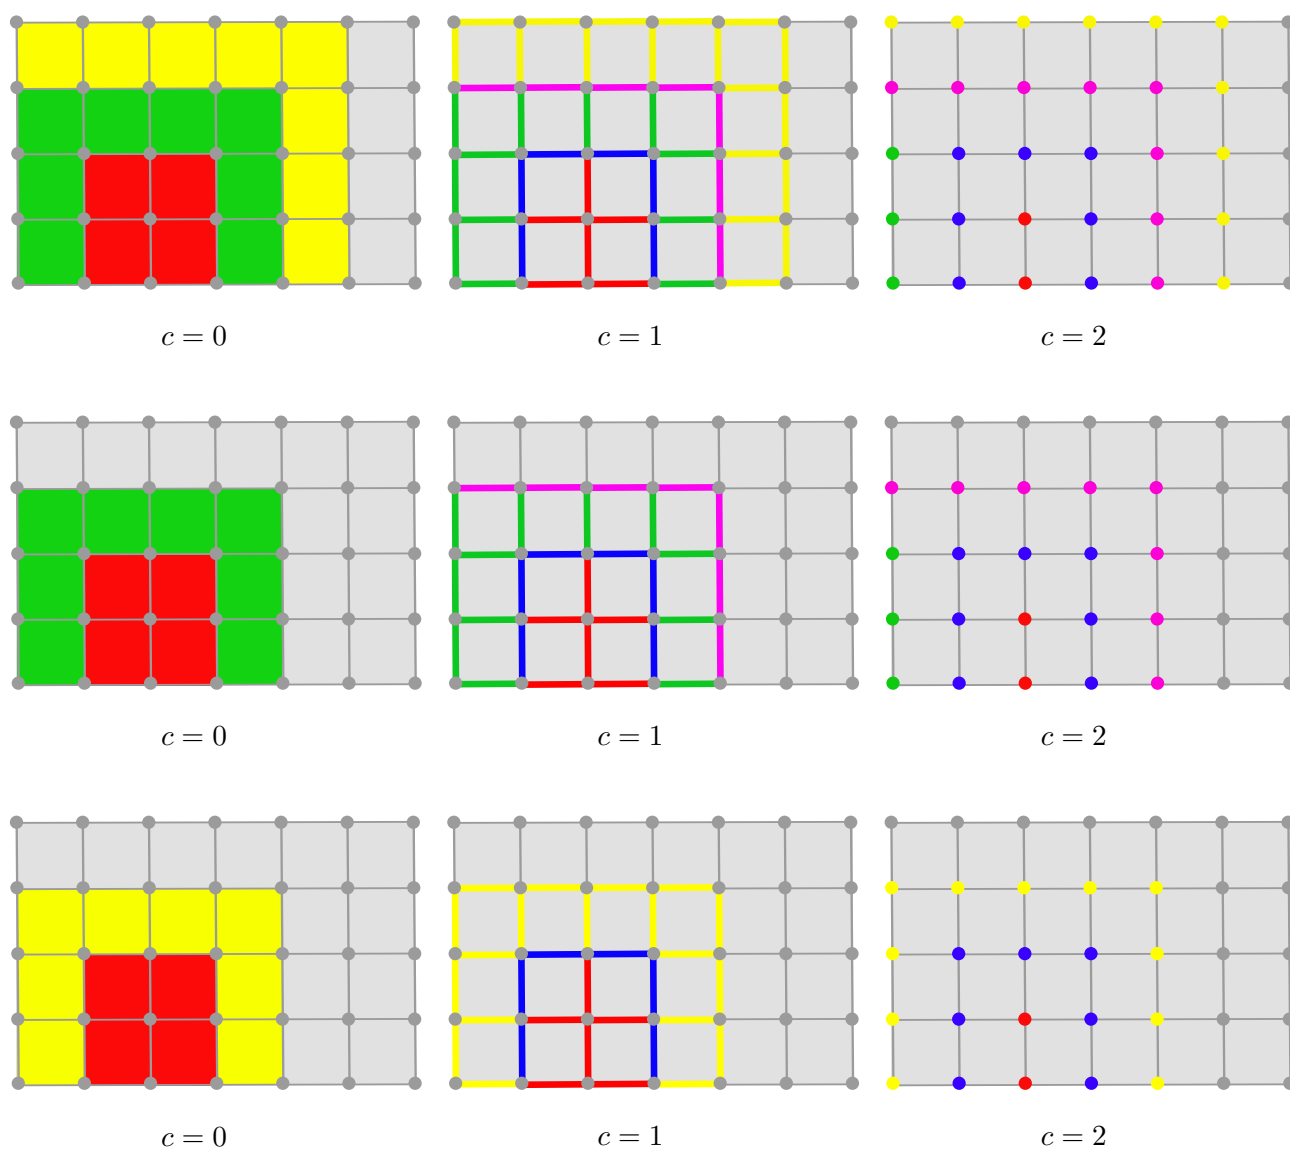 c = 0 c = 1 c = 2
c = 0 c = 1 c = 2
c = 0 c = 1 c = 2